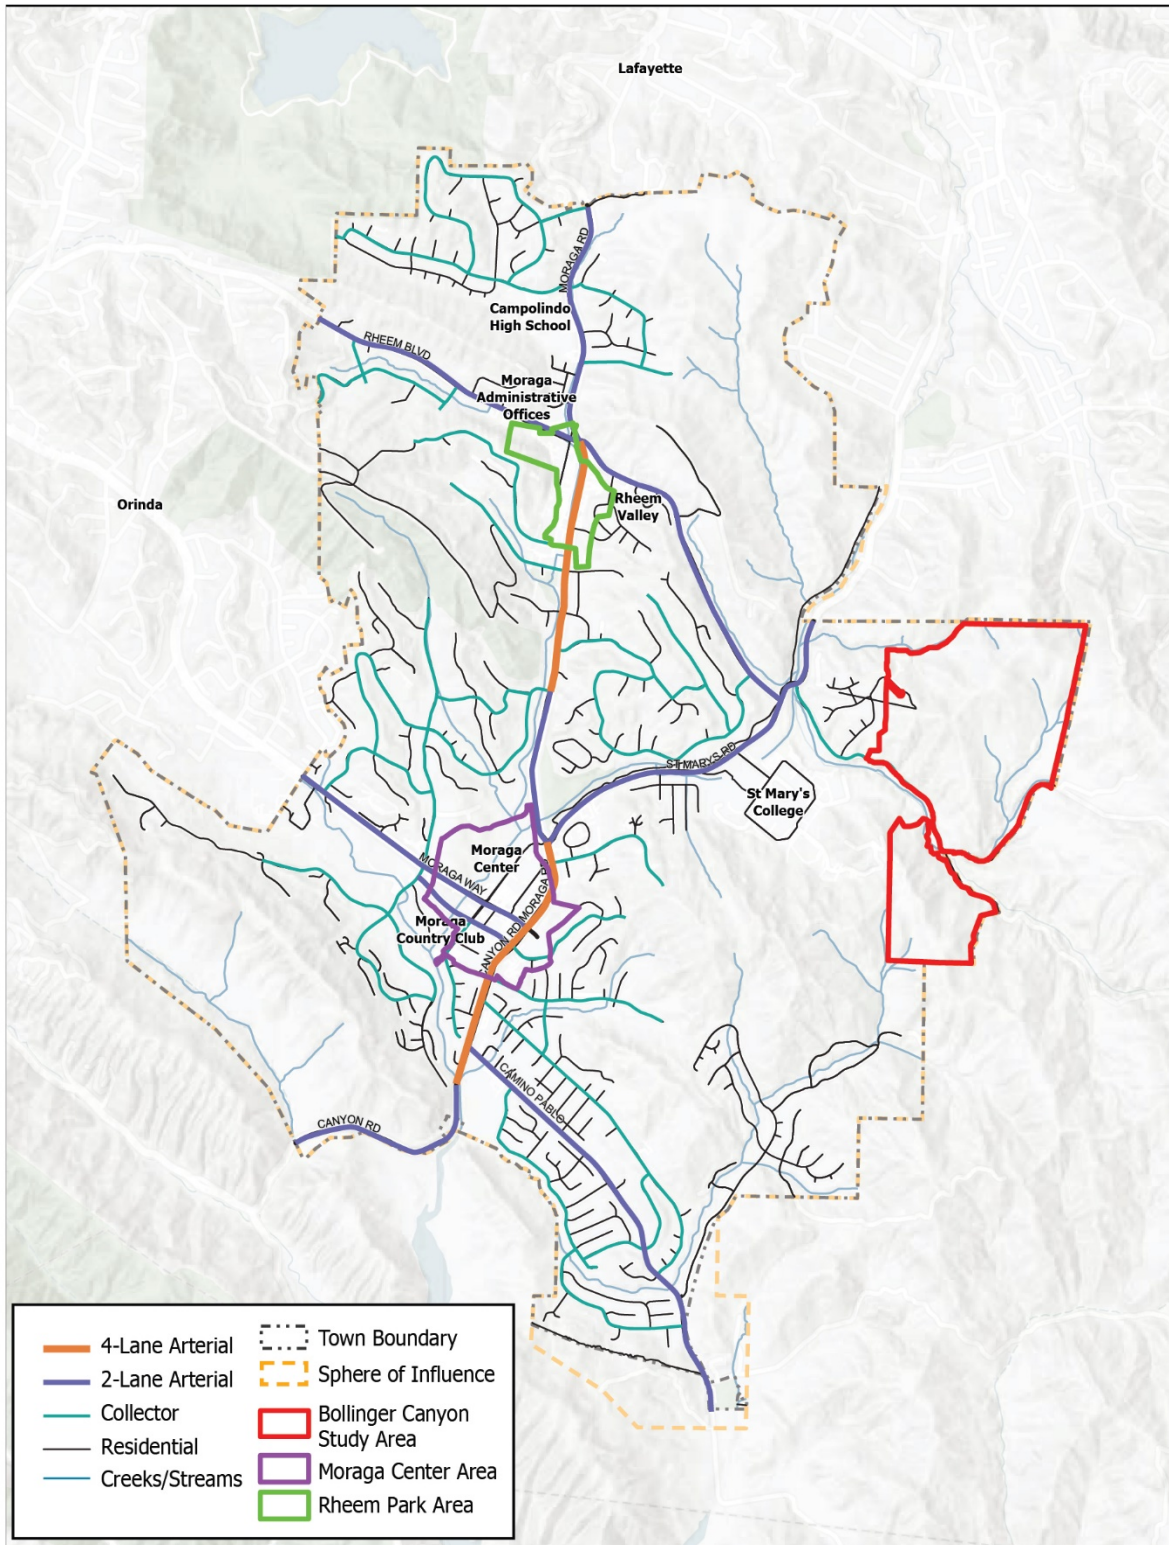 Lafayette
MORAGA RD
Campolindo
High School
RHEEM BLVD
Moraga
Administrative
Offices
Orinda
Rheem
Valley
ST MARYS RD
St Mary's
College
Moraga
Center
MORAGA WAY
MORAGA RD
Moraga
Country Club
CANYON RD
CAMINO PABLO
CANYON RD
4-Lane Arterial
2-Lane Arterial
Collector
Residential
Creeks/Streams
Town Boundary
Sphere of Influence
Bollinger Canyon
Study Area
Moraga Center Area
Rheem Park Area